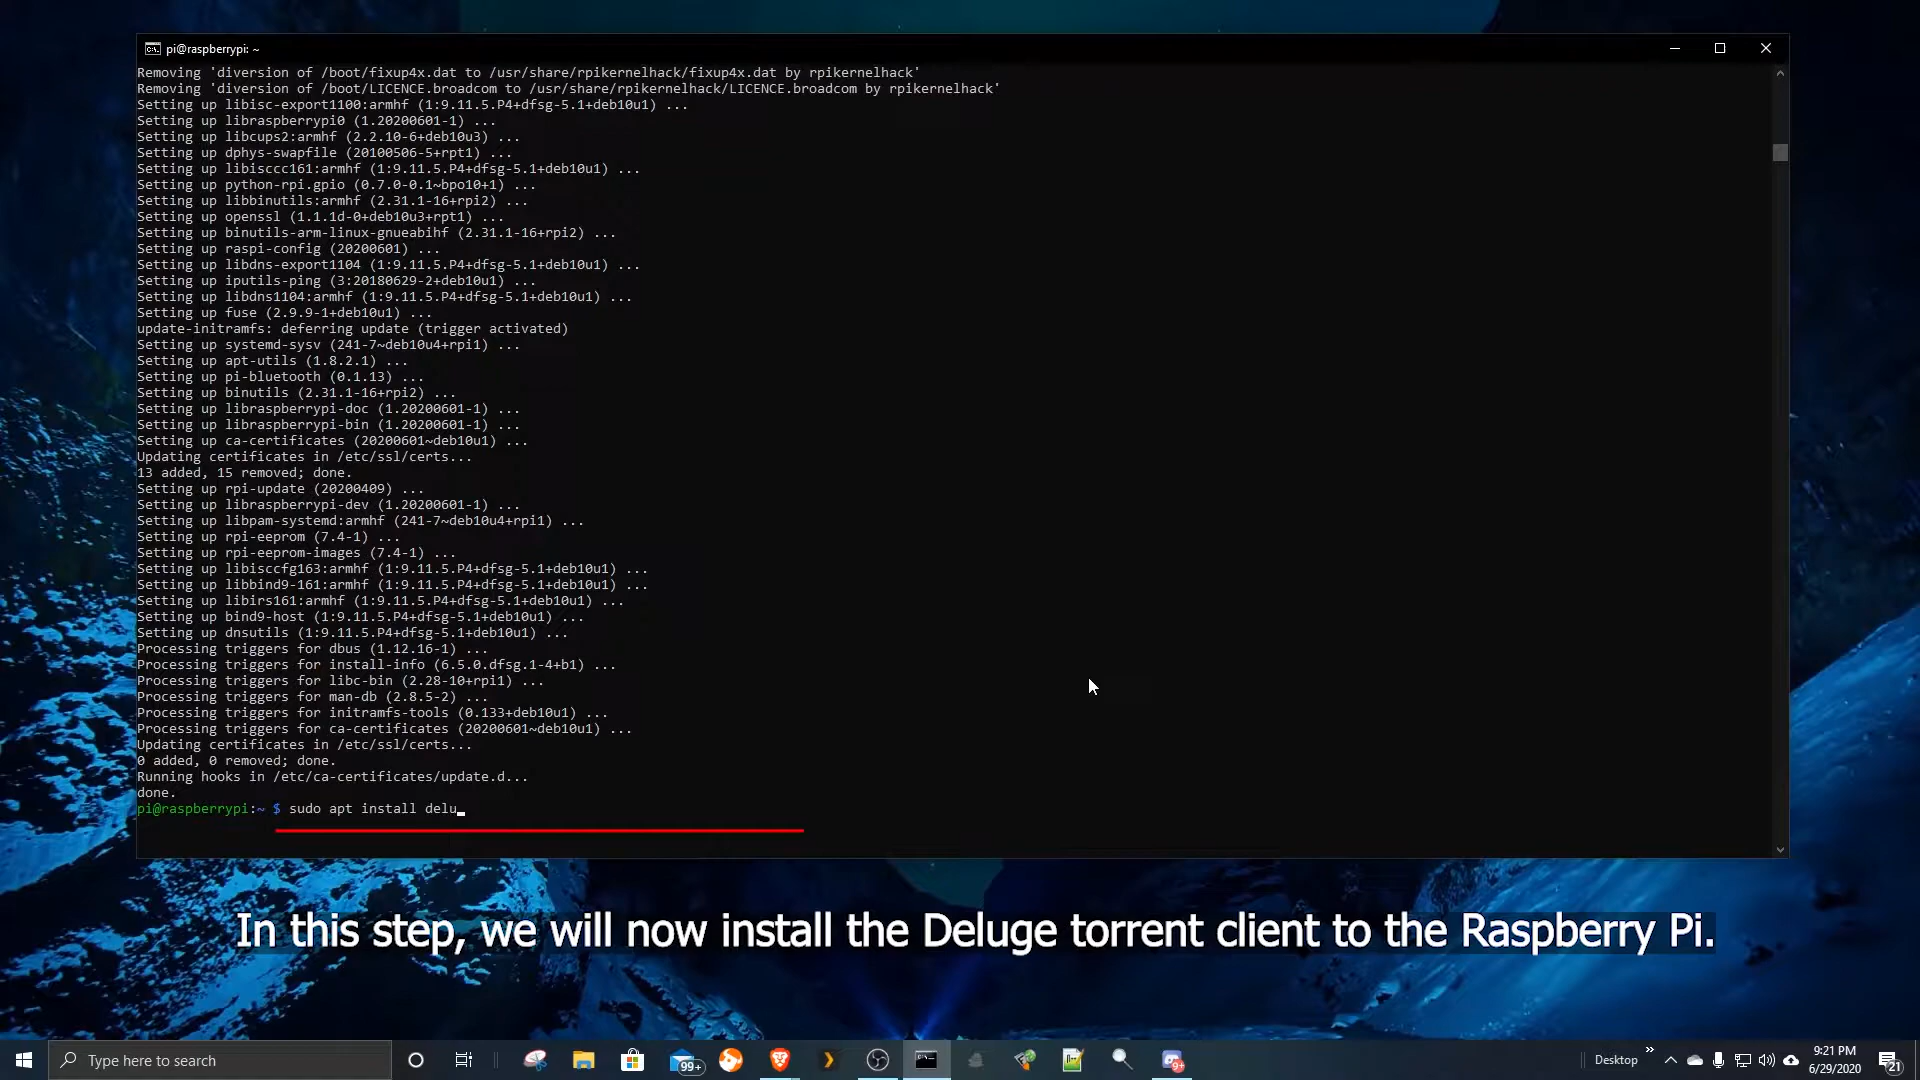 pi@raspberrypi: ~
Removing 'diversion of /boot/fixup4x.dat to /usr/share/rpikernelhack/fixup4x.dat by rpikernelhack'
Removing 'diversion of /boot/LICENCE.broadcom to /usr/share/rpikernelhack/LICENCE.broadcom by rpikernelhack'
Setting up libisc-export1100:armhf (1:9.11.5.P4+dfsg-5.1+deb10u1) ...
Setting up libraspberrypi0 (1.20200601-1) ...
Setting up libcups2:armhf (2.2.10-6+deb10u3) ...
Setting up dphys-swapfile (20100506-5+rpt1) ...
Setting up libisccc161:armhf (1:9.11.5.P4+dfsg-5.1+deb10u1) ...
Setting up python-rpi.gpio (0.7.0-0.1~bpo10+1) ...
Setting up libbinutils:armhf (2.31.1-16+rpi2) ...
Setting up openssl (1.1.1d-0+deb10u3+rpt1) ...
Setting up binutils-arm-linux-gnueabihf (2.31.1-16+rpi2) ...
Setting up raspi-config (20200601) ...
Setting up libdns-export1104 (1:9.11.5.P4+dfsg-5.1+deb10u1) ...
Setting up iputils-ping (3:20180629-2+deb10u1) ...
Setting up libdns1104:armhf (1:9.11.5.P4+dfsg-5.1+deb10u1) ...
Setting up fuse (2.9.9-1+deb10u1) ...
update-initramfs: deferring update (trigger activated)
Setting up systemd-sysv (241-7~deb10u4+rpi1) ...
Setting up apt-utils (1.8.2.1) ...
Setting up pi-bluetooth (0.1.13) ...
Setting up binutils (2.31.1-16+rpi2) ...
Setting up libraspberrypi-doc (1.20200601-1) ...
Setting up libraspberrypi-bin (1.20200601-1) ...
Setting up ca-certificates (20200601~deb10u1) ...
Updating certificates in /etc/ssl/certs...
13 added, 15 removed; done.
Setting up rpi-update (20200409) ...
Setting up libraspberrypi-dev (1.20200601-1) ...
Setting up libpam-systemd:armhf (241-7~deb10u4+rpi1) ...
Setting up rpi-eeprom (7.4-1) ...
Setting up rpi-eeprom-images (7.4-1) ...
Setting up libisccfg163:armhf (1:9.11.5.P4+dfsg-5.1+deb10u1) ...
Setting up libbind9-161:armhf (1:9.11.5.P4+dfsg-5.1+deb10u1) ...
Setting up libirs161:armhf (1:9.11.5.P4+dfsg-5.1+deb10u1) ...
Setting up bind9-host (1:9.11.5.P4+dfsg-5.1+deb10u1) ...
Setting up dnsutils (1:9.11.5.P4+dfsg-5.1+deb10u1) ...
Processing triggers for dbus (1.12.16-1) ...
Processing triggers for install-info (6.5.0.dfsg.1-4+b1) ...
Processing triggers for libc-bin (2.28-10+rpi1) ...
Processing triggers for man-db (2.8.5-2) ...
Processing triggers for initramfs-tools (0.133+deb10u1) ...
Processing triggers for ca-certificates (20200601~deb10u1) ...
Updating certificates in /etc/ssl/certs...
0 added, 0 removed; done.
Running hooks in /etc/ca-certificates/update.d...
done.
pi@raspberrypi:~ $ sudo apt install delu
In this step, we will now install the Deluge torrent client to the Raspberry Pi.
Type here to search
99+
9+
Desktop
9:21 PM
6/29/2020
21